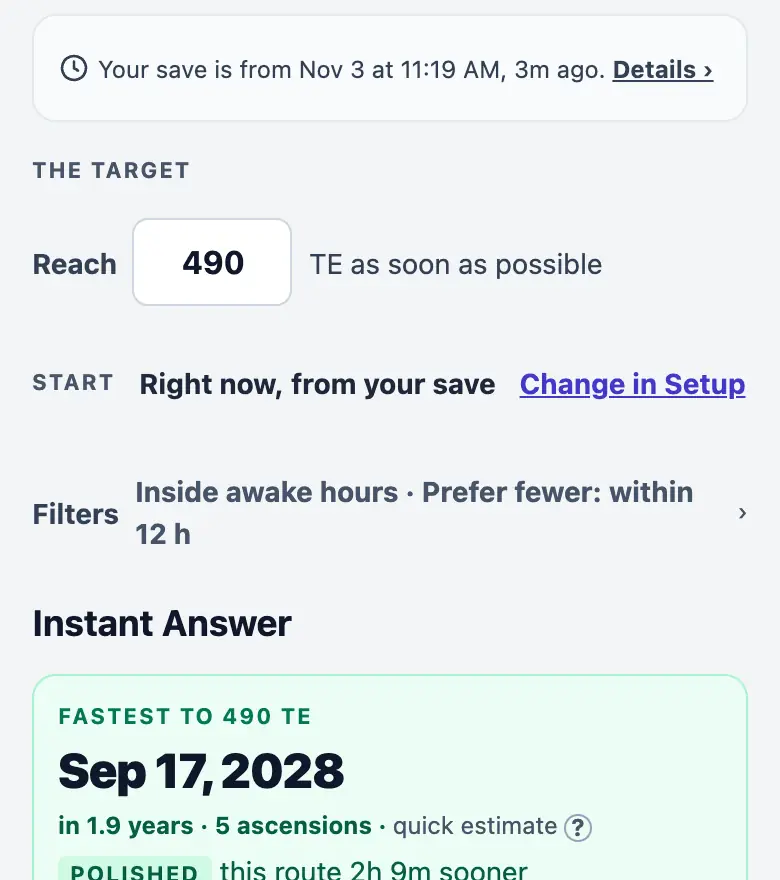 Your save is from Nov 3 at 11:19 AM, 3m ago. Details ›
THE TARGET
Reach 490 TE as soon as possible
START Right now, from your save Change in Setup
Filters Inside awake hours · Prefer fewer: within
12 h ›
Instant Answer
FASTEST TO 490 TE
Sep 17, 2028
in 1.9 years · 5 ascensions · quick estimate ?
POLISHED this route 2h 9m sooner